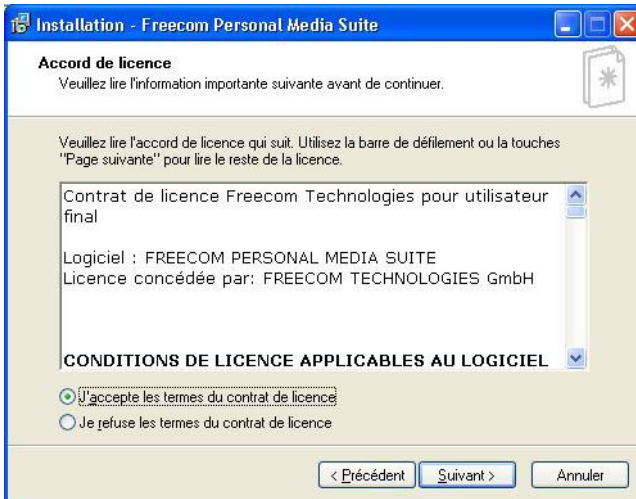 Installation - Freecom Personal Media Suite
Accord de licence
Veuillez lire l'information importante suivante avant de continuer.
Veuillez lire l'accord de licence qui suit. Utilisez la barre de défilement ou la touches
"Page suivante" pour lire le reste de la licence.
Contrat de licence Freecom Technologies pour utilisateur
final
Logiciel : FREECOM PERSONAL MEDIA SUITE
Licence concédée par: FREECOM TECHNOLOGIES GmbH
CONDITIONS DE LICENCE APPLICABLES AU LOGICIEL
J'accepte les termes du contrat de licence
Je refuse les termes du contrat de licence
< Précédent Suivant > Annuler